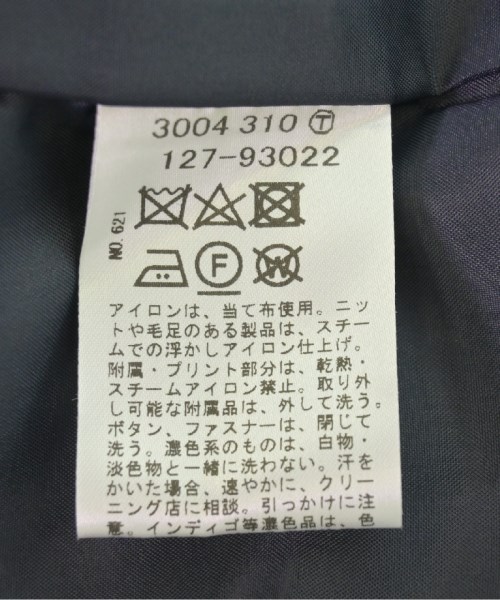 3004 310 Ⓣ
127-93022
NO. 621
F
W
アイロンは、当て布使用。ニッ
トや毛足のある製品は、スチー
ムでの浮かしアイロン仕上げ。
附属・プリント部分は、乾熱・
スチームアイロン禁止。取り外
し可能な附属品は、外して洗う。
ボタン、ファスナーは、閉じて
洗う。濃色系のものは、白物・
淡色物と一緒に洗わない。汗を
かいた場合、速やかに、クリー
ニング店に相談。引っかけに注
意。インディゴ等濃色品は、色